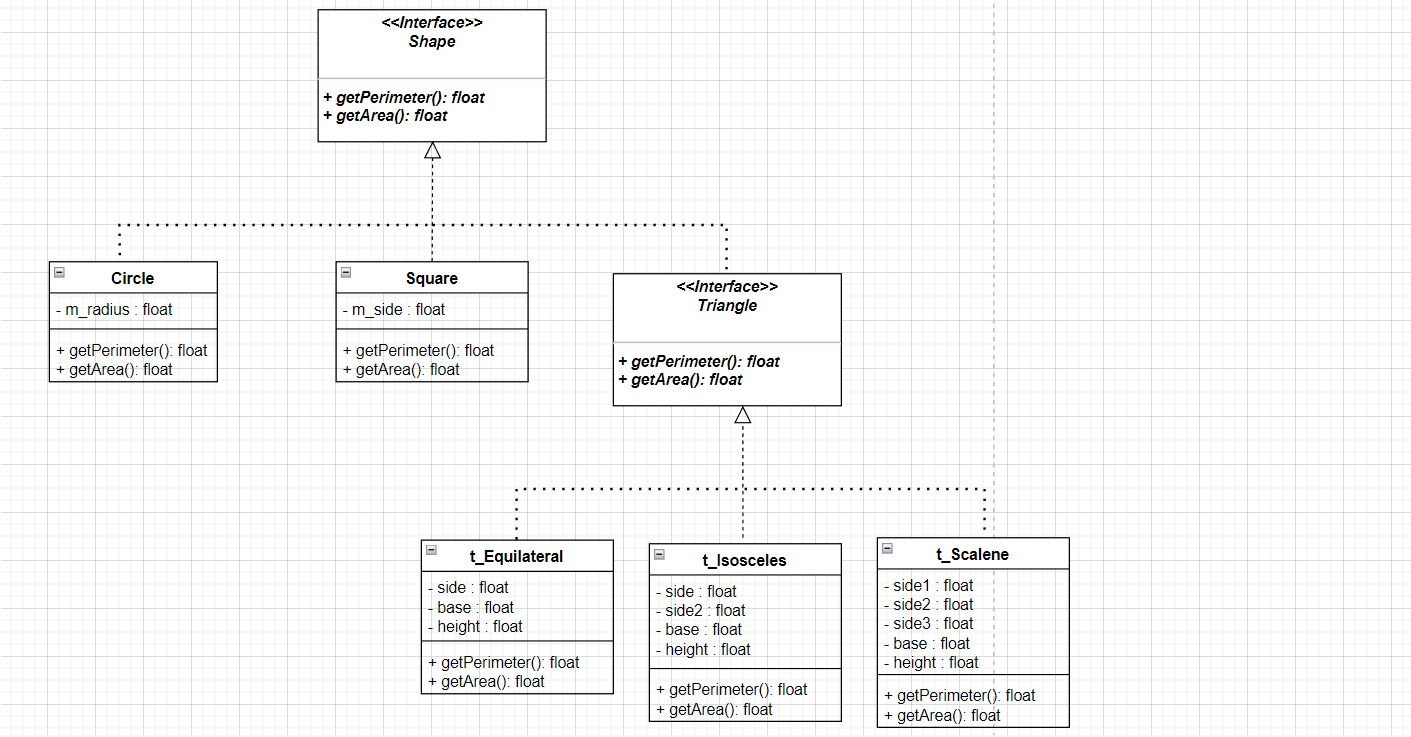 <<Interface>>
Shape
+ getPerimeter(): float
+ getArea(): float
Circle
- m_radius : float
+ getPerimeter(): float
+ getArea(): float
Square
- m_side : float
+ getPerimeter(): float
+ getArea(): float
<<Interface>>
Triangle
+ getPerimeter(): float
+ getArea(): float
t_Equilateral
- side : float
- base : float
- height : float
+ getPerimeter(): float
+ getArea(): float
t_Isosceles
- side : float
- side2 : float
- base : float
- height : float
+ getPerimeter(): float
+ getArea(): float
t_Scalene
- side1 : float
- side2 : float
- side3 : float
- base : float
- height : float
+ getPerimeter(): float
+ getArea(): float